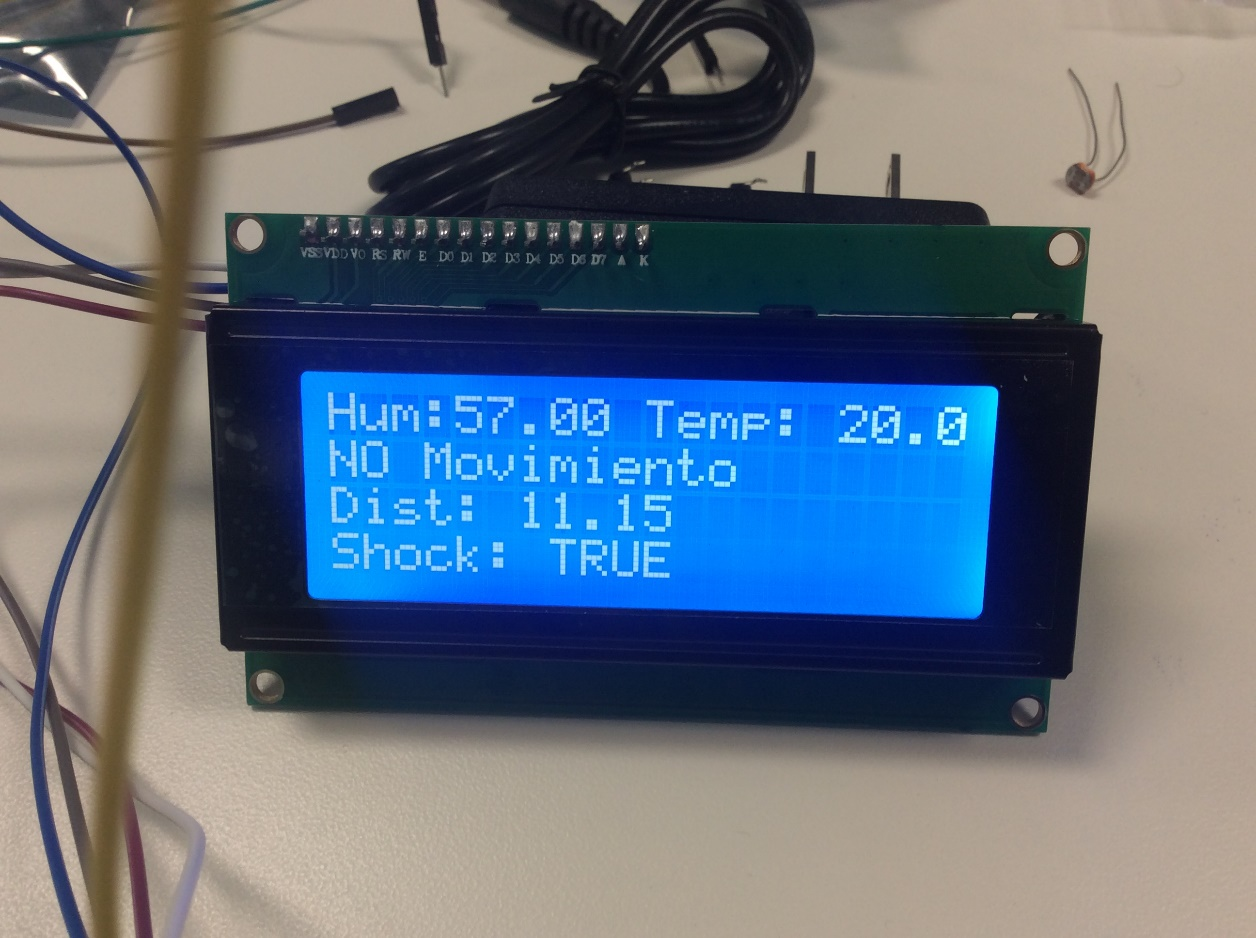 VSS VDD VO RS RW E D0 D1 D2 D3 D4 D5 D6 D7 A K
Hum:57.00 Temp: 20.0
NO Movimiento
Dist: 11.15
Shock: TRUE